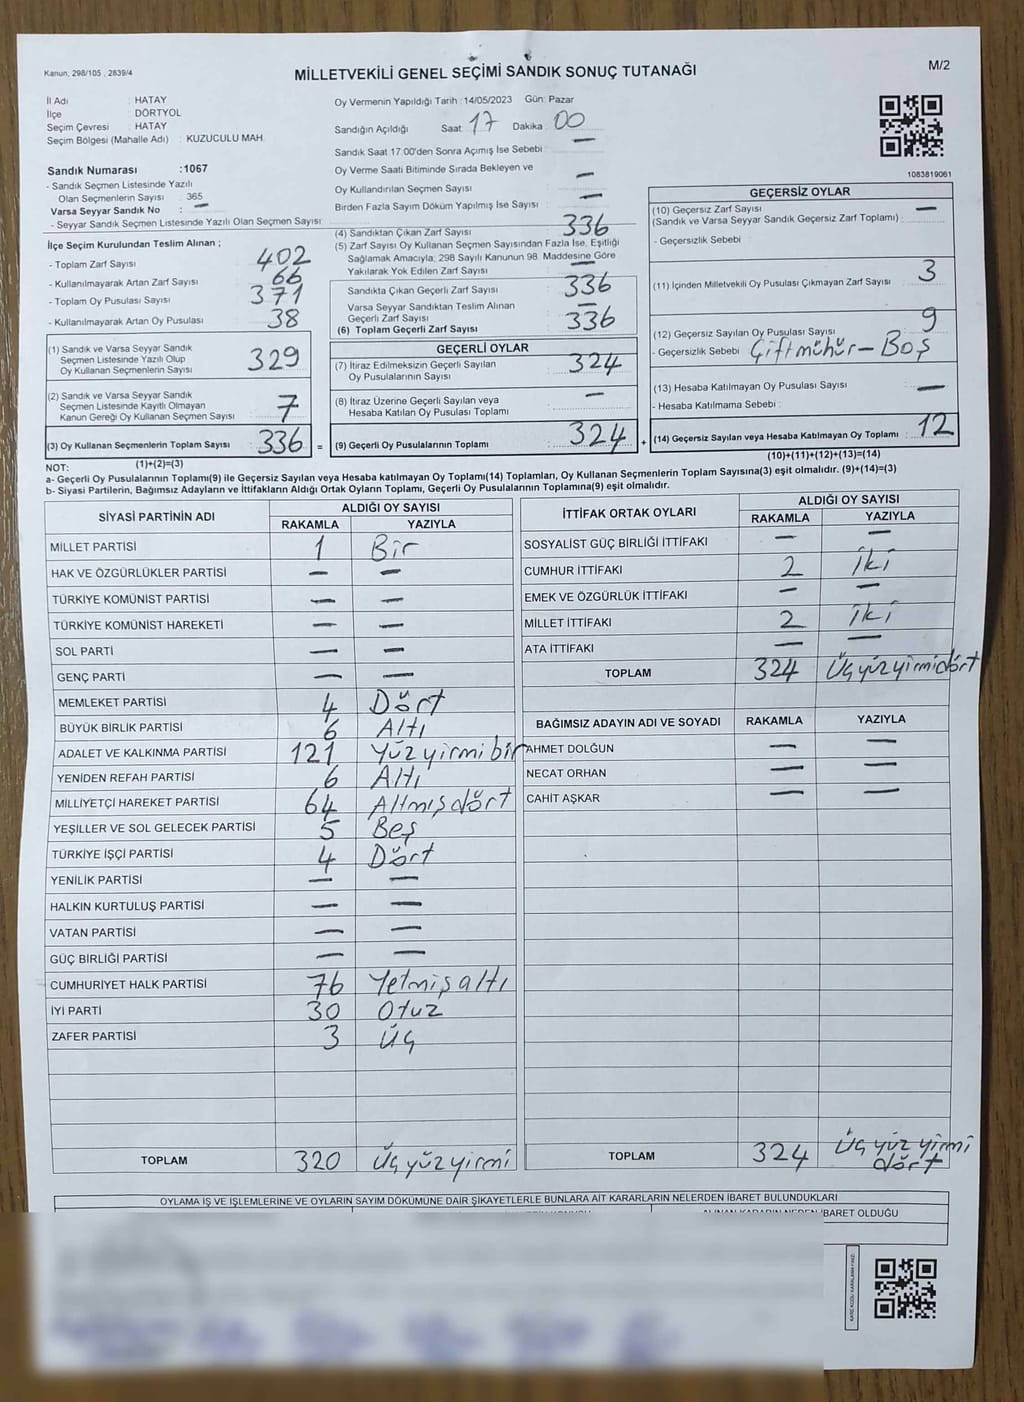 Kanun, 298/105 , 2839/4
MİLLETVEKİLİ GENEL SEÇİMİ SANDIK SONUÇ TUTANAĞI
M/2
İl Adı : HATAY
İlçe : DÖRTYOL
Seçim Çevresi : HATAY
Seçim Bölgesi (Mahalle Adı) : KUZUCULU MAH.
Oy Vermenin Yapıldığı Tarih :14/05/2023 Gün: Pazar
Sandığın Açıldığı Saat: 17 Dakika : 00
Sandık Saat 17:00'den Sonra Açımış İse Sebebi : —
Oy Verme Saati Bitiminde Sırada Bekleyen ve
Oy Kullandırılan Seçmen Sayısı —
Birden Fazla Sayım Döküm Yapılmış İse Sayısı : —
Sandık Numarası :1067
- Sandık Seçmen Listesinde Yazılı
Olan Seçmenlerin Sayısı : 365
Varsa Seyyar Sandık No : —
- Seyyar Sandık Seçmen Listesinde Yazılı Olan Seçmen Sayısı:
1083819061
İlçe Seçim Kurulundan Teslim Alınan ;
- Toplam Zarf Sayısı 402
- Kullanılmayarak Artan Zarf Sayısı 66
- Toplam Oy Pusulası Sayısı 371
- Kullanılmayarak Artan Oy Pusulası 38
(1) Sandık ve Varsa Seyyar Sandık
Seçmen Listesinde Yazılı Olup
Oy Kullanan Seçmenlerin Sayısı 329
(2) Sandık ve Varsa Seyyar Sandık
Seçmen Listesinde Kayıtlı Olmayan
Kanun Gereği Oy Kullanan Seçmen Sayısı 7
(3) Oy Kullanan Seçmenlerin Toplam Sayısı 336 =
(1)+(2)=(3)
(4) Sandıktan Çıkan Zarf Sayısı 336
(5) Zarf Sayısı Oy Kullanan Seçmen Sayısından Fazla İse, Eşitliği
Sağlamak Amacıyla; 298 Sayılı Kanunun 98. Maddesine Göre
Yakılarak Yok Edilen Zarf Sayısı —
Sandıkta Çıkan Geçerli Zarf Sayısı 336
Varsa Seyyar Sandıktan Teslim Alınan
Geçerli Zarf Sayısı —
(6) Toplam Geçerli Zarf Sayısı 336
GEÇERLİ OYLAR
(7) İtiraz Edilmeksizin Geçerli Sayılan
Oy Pusulalarının Sayısı 324
(8) İtiraz Üzerine Geçerli Sayılan veya
Hesaba Katılan Oy Pusulası Toplamı —
(9) Geçerli Oy Pusulalarının Toplamı 324 +
GEÇERSİZ OYLAR
(10) Geçersiz Zarf Sayısı —
(Sandık ve Varsa Seyyar Sandık Geçersiz Zarf Toplamı) :
- Geçersizlik Sebebi :
(11) İçinden Milletvekili Oy Pusulası Çıkmayan Zarf Sayısı : 3
(12) Geçersiz Sayılan Oy Pusulası Sayısı 9
- Geçersizlik Sebebi : Çift mühür - Boş
(13) Hesaba Katılmayan Oy Pusulası Sayısı —
- Hesaba Katılmama Sebebi :
(14) Geçersiz Sayılan veya Hesaba Katılmayan Oy Toplamı : 12
(10)+(11)+(12)+(13)=(14)
NOT:
a- Geçerli Oy Pusulalarının Toplamı(9) ile Geçersiz Sayılan veya Hesaba katılmayan Oy Toplamı(14) Toplamları, Oy Kullanan Seçmenlerin Toplam Sayısına(3) eşit olmalıdır. (9)+(14)=(3)
b- Siyasi Partilerin, Bağımsız Adayların ve İttifakların Aldığı Ortak Oyların Toplamı, Geçerli Oy Pusulalarının Toplamına(9) eşit olmalıdır.
SİYASİ PARTİNİN ADI ALDIĞI OY SAYISI
RAKAMLA YAZIYLA
MİLLET PARTİSİ 1 Bir
HAK VE ÖZGÜRLÜKLER PARTİSİ — —
TÜRKİYE KOMÜNİST PARTİSİ — —
TÜRKİYE KOMÜNİST HAREKETİ — —
SOL PARTİ — —
GENÇ PARTİ — —
MEMLEKET PARTİSİ 4 Dört
BÜYÜK BİRLİK PARTİSİ 6 Altı
ADALET VE KALKINMA PARTİSİ 121 Yüzyirmibir
YENİDEN REFAH PARTİSİ 6 Altı
MİLLİYETÇİ HAREKET PARTİSİ 64 Altmışdört
YEŞİLLER VE SOL GELECEK PARTİSİ 5 Beş
TÜRKİYE İŞÇİ PARTİSİ 4 Dört
YENİLİK PARTİSİ — —
HALKIN KURTULUŞ PARTİSİ — —
VATAN PARTİSİ — —
GÜÇ BİRLİĞİ PARTİSİ — —
CUMHURİYET HALK PARTİSİ 76 Yetmişaltı
İYİ PARTİ 30 Otuz
ZAFER PARTİSİ 3 Üç
TOPLAM 320 Üçyüzyirmi
İTTİFAK ORTAK OYLARI ALDIĞI OY SAYISI
RAKAMLA YAZIYLA
SOSYALİST GÜÇ BİRLİĞİ İTTİFAKI — —
CUMHUR İTTİFAKI 2 İki
EMEK VE ÖZGÜRLÜK İTTİFAKI — —
MİLLET İTTİFAKI 2 İki
ATA İTTİFAKI — —
TOPLAM 324 Üçyüzyirmidört
BAĞIMSIZ ADAYIN ADI VE SOYADI RAKAMLA YAZIYLA
AHMET DOLĞUN — —
NECAT ORHAN — —
CAHİT AŞKAR — —
TOPLAM 324 Üçyüzyirmi
dört
OYLAMA İŞ VE İŞLEMLERİNE VE OYLARIN SAYIM DÖKÜMÜNE DAİR ŞİKAYETLERLE BUNLARA AİT KARARLARIN NELERDEN İBARET BULUNDUKLARI
İBARET OLDUĞU